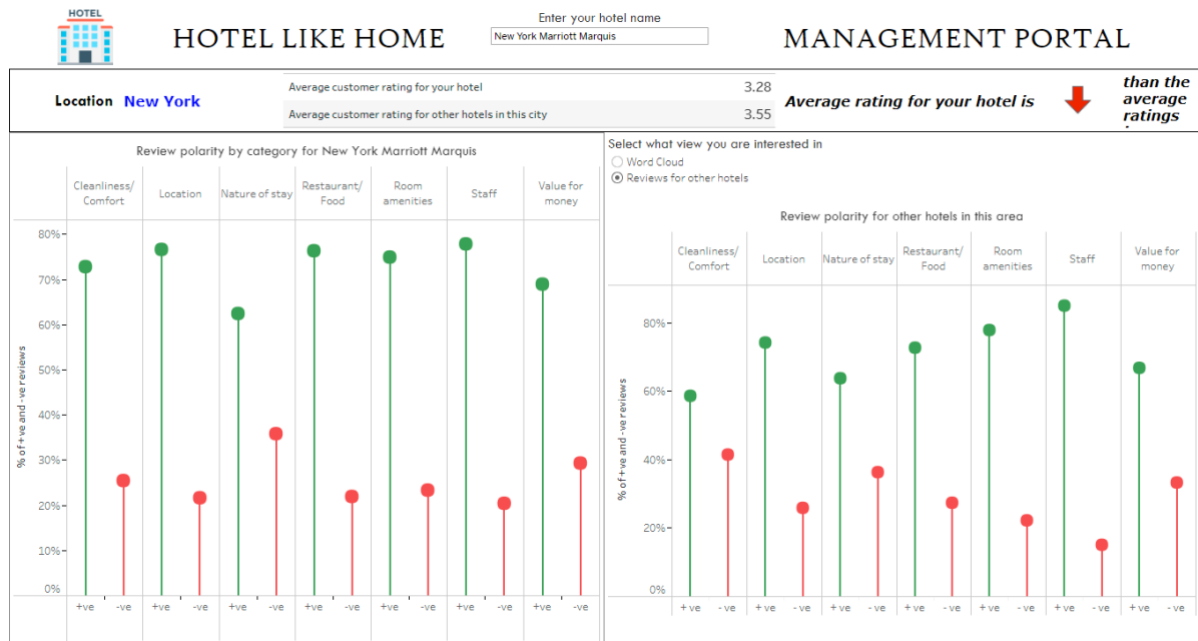 HOTEL
HOTEL LIKE HOME
Enter your hotel name
New York Marriott Marquis
MANAGEMENT PORTAL
Location New York
Average customer rating for your hotel 3.28
Average customer rating for other hotels in this city 3.55
Average rating for your hotel is
than the
average
ratings
Review polarity by category for New York Marriott Marquis
Cleanliness/
Comfort
Location
Nature of stay
Restaurant/
Food
Room
amenities
Staff
Value for
money
% of +ve and -ve reviews
80%
70%
60%
50%
40%
30%
20%
10%
0%
+ve -ve +ve -ve +ve -ve +ve -ve +ve -ve +ve -ve +ve -ve
Select what view you are interested in
Word Cloud
Reviews for other hotels
Review polarity for other hotels in this area
Cleanliness/
Comfort
Location
Nature of stay
Restaurant/
Food
Room
amenities
Staff
Value for
money
% of +ve and -ve reviews
80%
60%
40%
20%
0%
+ve -ve +ve -ve +ve -ve +ve -ve +ve -ve +ve -ve +ve -ve